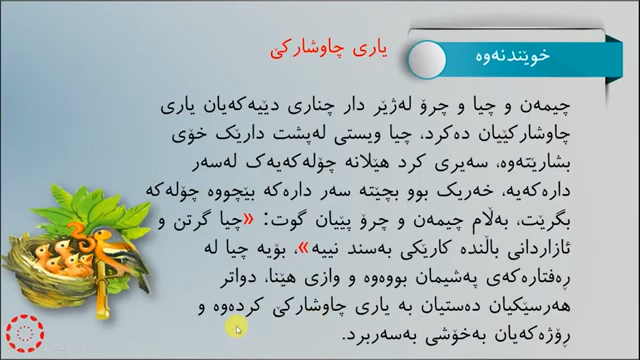 خوێندنەوە
یاری چاوشارکێ
چیمەن و چیا و چرۆ لەژێر دار چناری دێیەکەیان یاری
چاوشارکێیان دەکرد، چیا ویستی لەپشت دارێک خۆی
بشارێتەوە، سەیری کرد هێلانە چۆلەکەیەک لەسەر
دارەکەیە، خەریک بوو بچێتە سەر دارەکە بێچووە چۆلەکە
بگرێت، بەڵام چیمەن و چرۆ پێیان گوت: «چیا گرتن و
ئازاردانی باڵندە کارێکی بەسند نییە»، بۆیە چیا لە
ڕەفتارەکەی پەشیمان بووەوە و وازی هێنا، دواتر
هەرسێکیان دەستیان بە یاری چاوشارکێ کردەوە و
ڕۆژەکەیان بەخۆشی بەسەربرد.